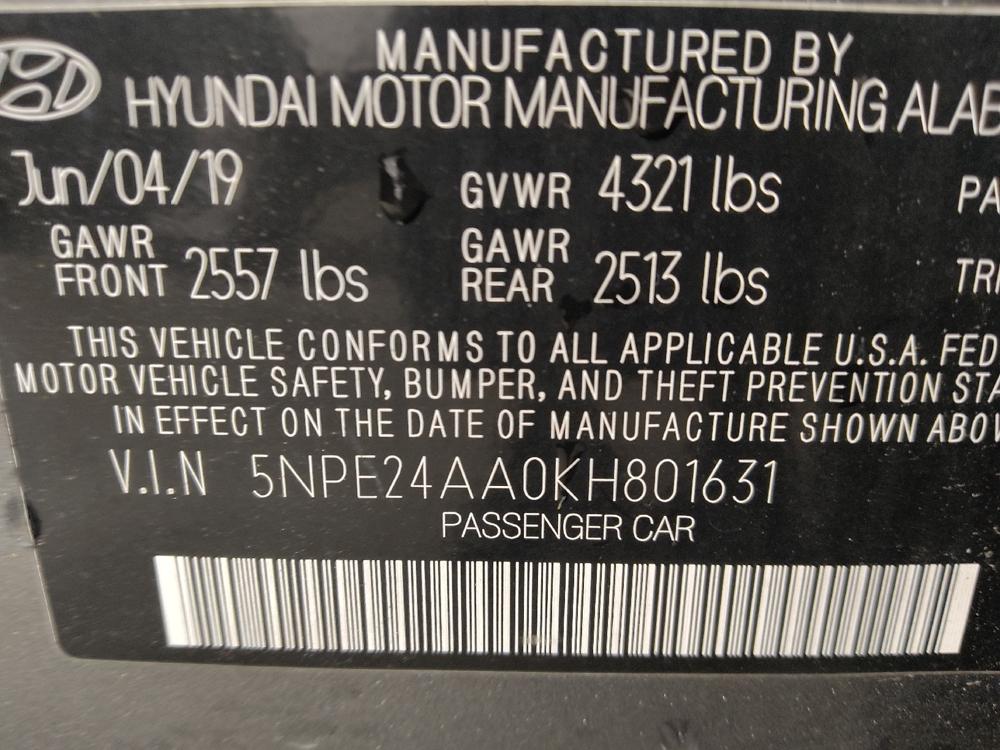 MANUFACTURED BY
HYUNDAI MOTOR MANUFACTURING ALAB
Jun/04/19 GVWR 4321 lbs PA
GAWR FRONT 2557 lbs GAWR REAR 2513 lbs TRI
THIS VEHICLE CONFORMS TO ALL APPLICABLE U.S.A. FED
MOTOR VEHICLE SAFETY, BUMPER, AND THEFT PREVENTION STA
IN EFFECT ON THE DATE OF MANUFACTURE SHOWN ABOV
V.I.N 5NPE24AA0KH801631
PASSENGER CAR